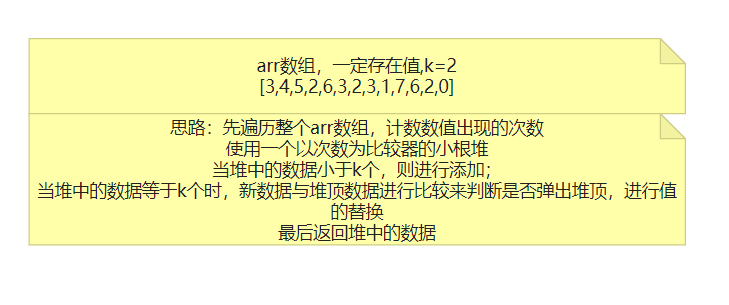 arr数组，一定存在值,k=2
[3,4,5,2,6,3,2,3,1,7,6,2,0]
思路：先遍历整个arr数组，计数数值出现的次数
使用一个以次数为比较器的小根堆
当堆中的数据小于k个，则进行添加；
当堆中的数据等于k个时，新数据与堆顶数据进行比较来判断是否弹出堆顶，进行值
的替换
最后返回堆中的数据